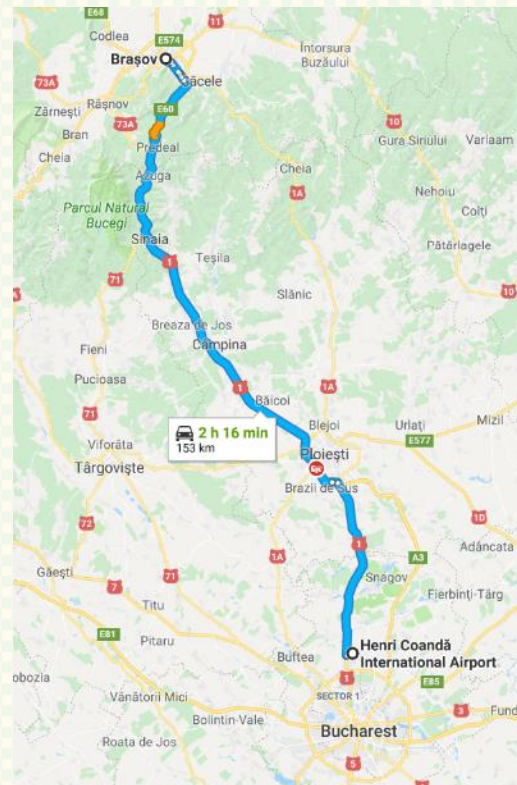 E68
Codlea
E574
11
Brașov
Întorsura
Buzăului
73A
Săcele
Râșnov
E60
Zărnești
10
Bran
73A
Gura Siriului
Variaam
Predeal
Cheia
Cheia
Azuga
1A
Nehoiu
Parcul Natural
Bucegi
Colți
Sinaia
Pătârlagele
71
1
Teșila
10
Slănic
Breaza de Jos
Câmpina
Fieni
Pucioasa
1
1A
71
Băicoi
Mizil
Blejoi
Urlați
2 h 16 min
153 km
E577
Viforâta
Ploiești
Târgoviște
Brazii de Sus
72
1D
1
A3
Adâncata
1A
Găești
71
Snagov
7
Fierbinți-Târg
Titu
E81
Pitaru
Henri Coandă
International Airport
Buftea
obozia
1
E85
SECTOR 1
Vânătorii Mici
3
Fund
Bolintin-Vale
Bucharest
Roata de Jos
5